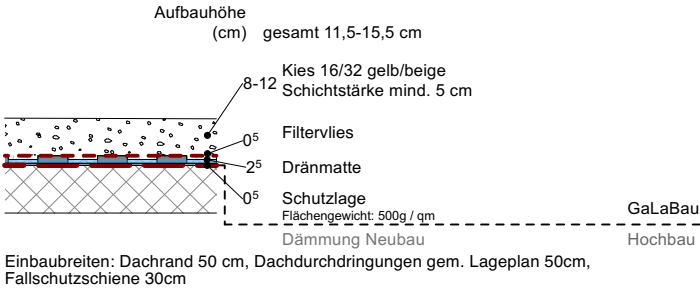 Aufbauhöhe
(cm) gesamt 11,5-15,5 cm
8-12 Kies 16/32 gelb/beige
Schichtstärke mind. 5 cm
0⁵ Filtervlies
2⁵ Dränmatte
0⁵ Schutzlage
Flächengewicht: 500g / qm
GaLaBau
Dämmung Neubau Hochbau
Einbaubreiten: Dachrand 50 cm, Dachdurchdringungen gem. Lageplan 50cm,
Fallschutzschiene 30cm